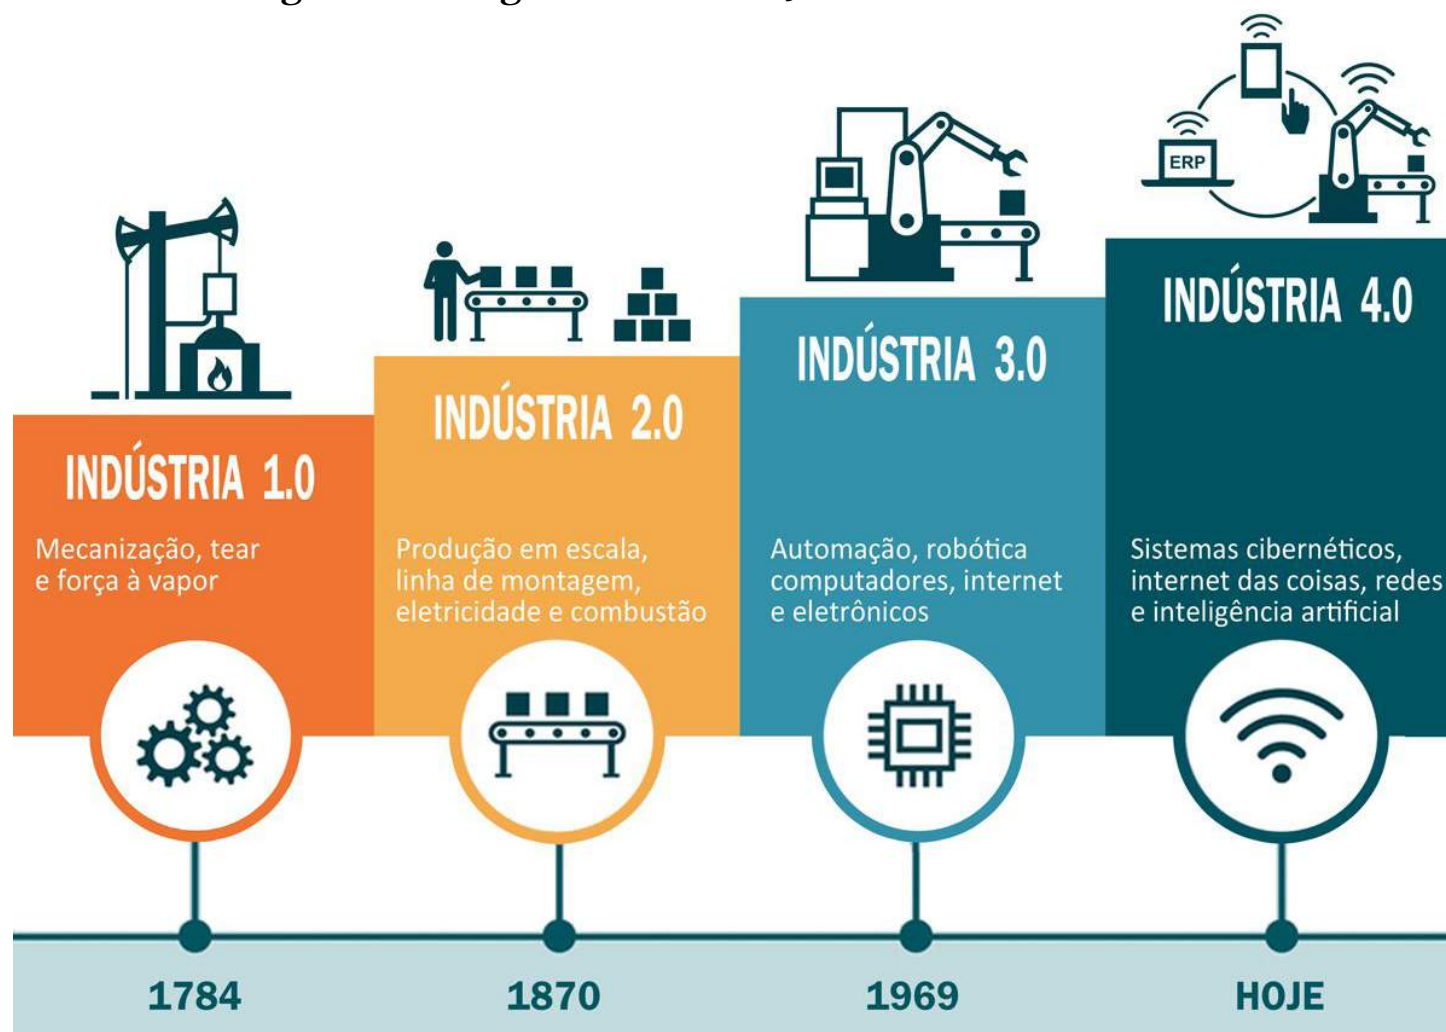 ERP
INDÚSTRIA 1.0
Mecanização, tear
e força à vapor
INDÚSTRIA 2.0
Produção em escala,
linha de montagem,
eletricidade e combustão
INDÚSTRIA 3.0
Automação, robótica
computadores, internet
e eletrônicos
INDÚSTRIA 4.0
Sistemas cibernéticos,
internet das coisas, redes
e inteligência artificial
1784
1870
1969
HOJE